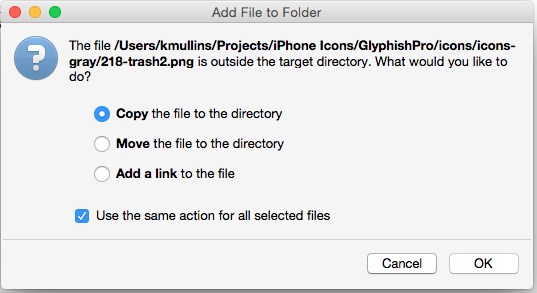 Add File to Folder
The file /Users/kmullins/Projects/iPhone Icons/GlyphishPro/icons/icons-
gray/218-trash2.png is outside the target directory. What would you like to
do?
Copy the file to the directory
Move the file to the directory
Add a link to the file
Use the same action for all selected files
Cancel
OK